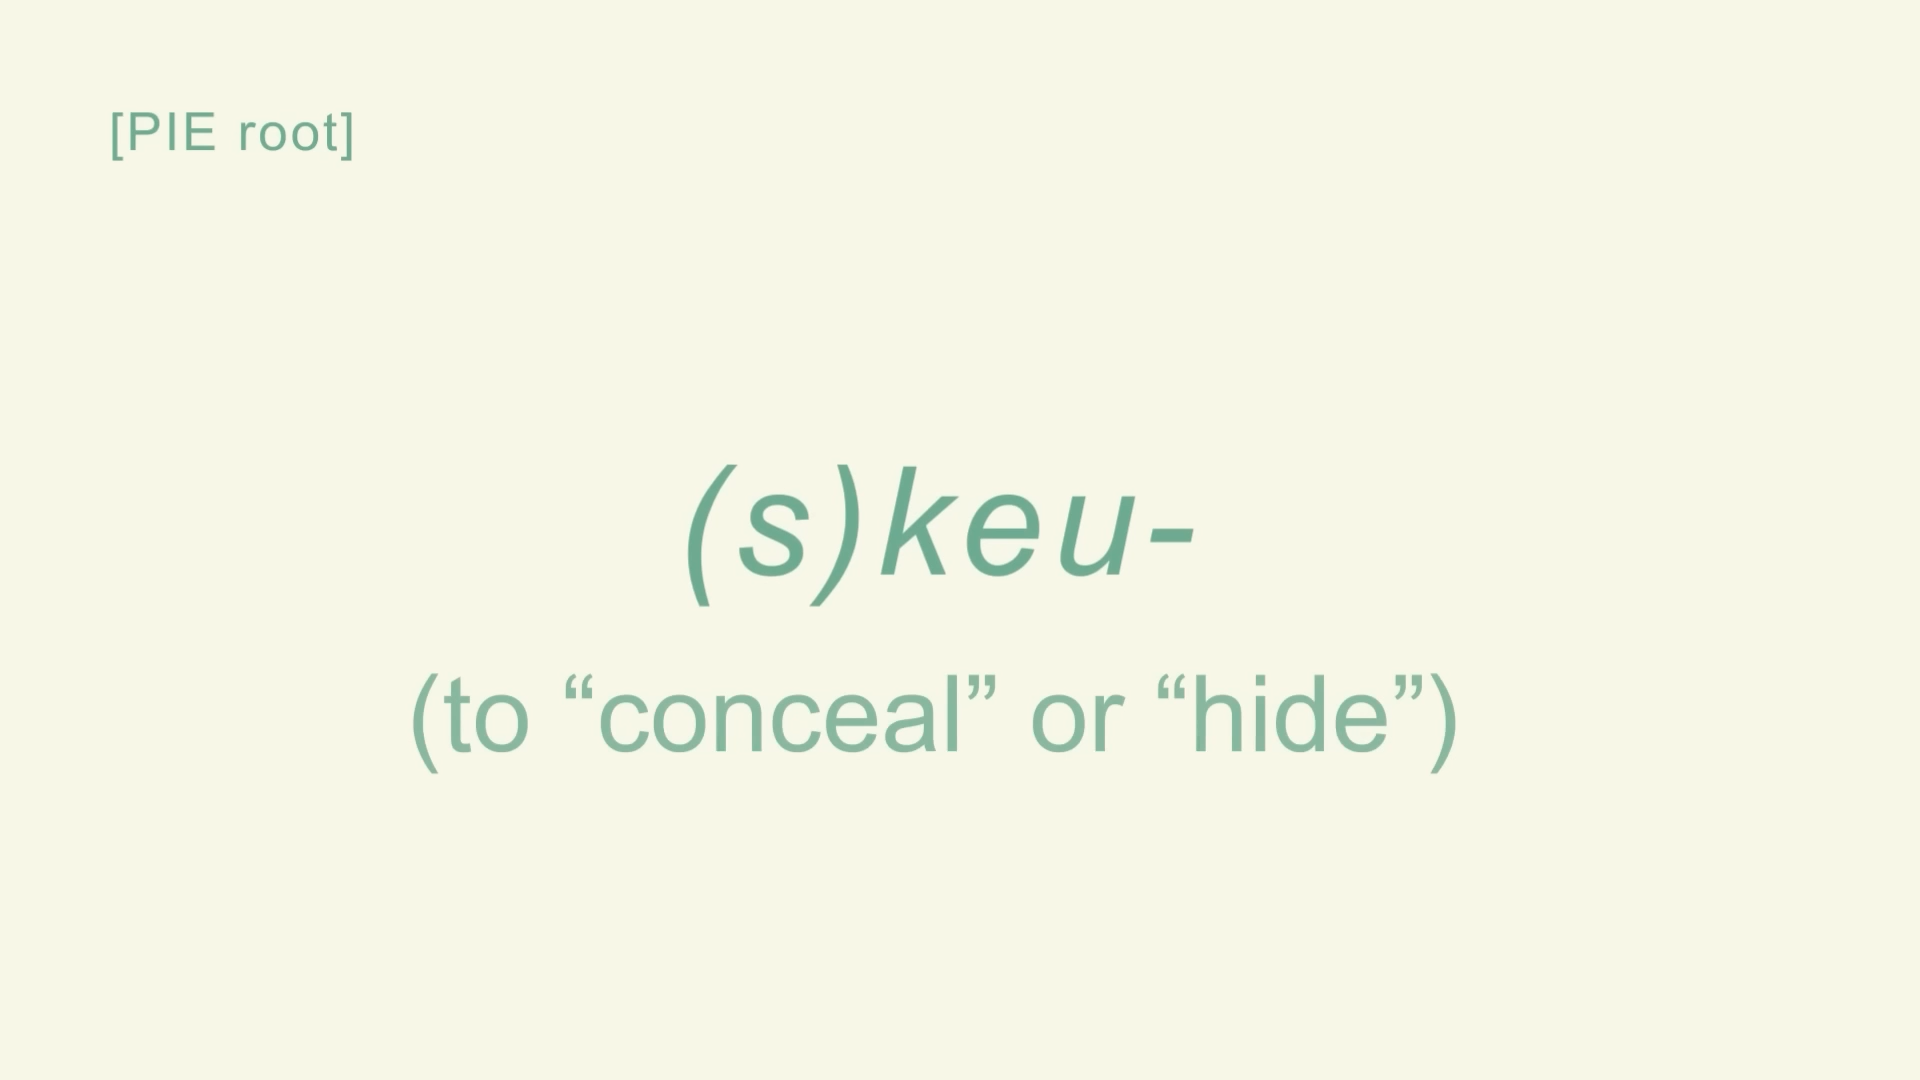 [PIE root]
(s)keu-
(to “conceal” or “hide”)